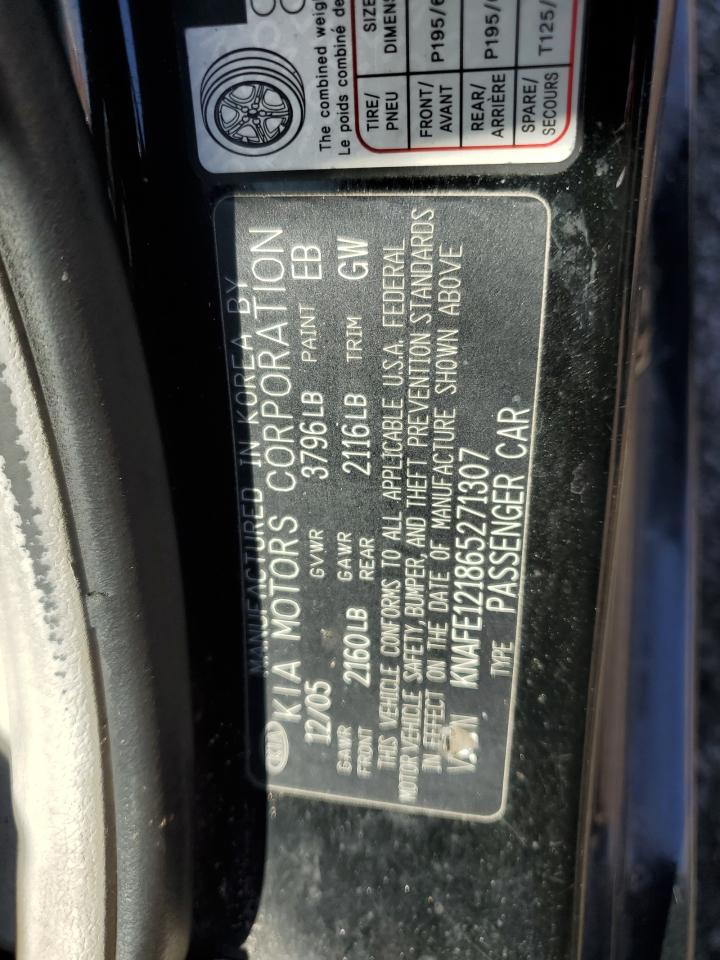 The combined weigh
Le poids combiné de
TIRE/ PNEU SIZE DIMENS
FRONT/ AVANT P195/6
REAR/ ARRIÈRE P195/6
SPARE/ SECOURS T125/
MANUFACTURED IN KOREA BY
KIA KIA MOTORS CORPORATION
12/05 GVWR 3796LB PAINT EB
GAWR FRONT 2160LB GAWR REAR 2116LB TRIM GW
THIS VEHICLE CONFORMS TO ALL APPLICABLE U.S.A. FEDERAL
MOTOR VEHICLE SAFETY, BUMPER, AND THEFT PREVENTION STANDARDS
IN EFFECT ON THE DATE OF MANUFACTURE SHOWN ABOVE
V.I.N KNAFE121865271307
TYPE PASSENGER CAR